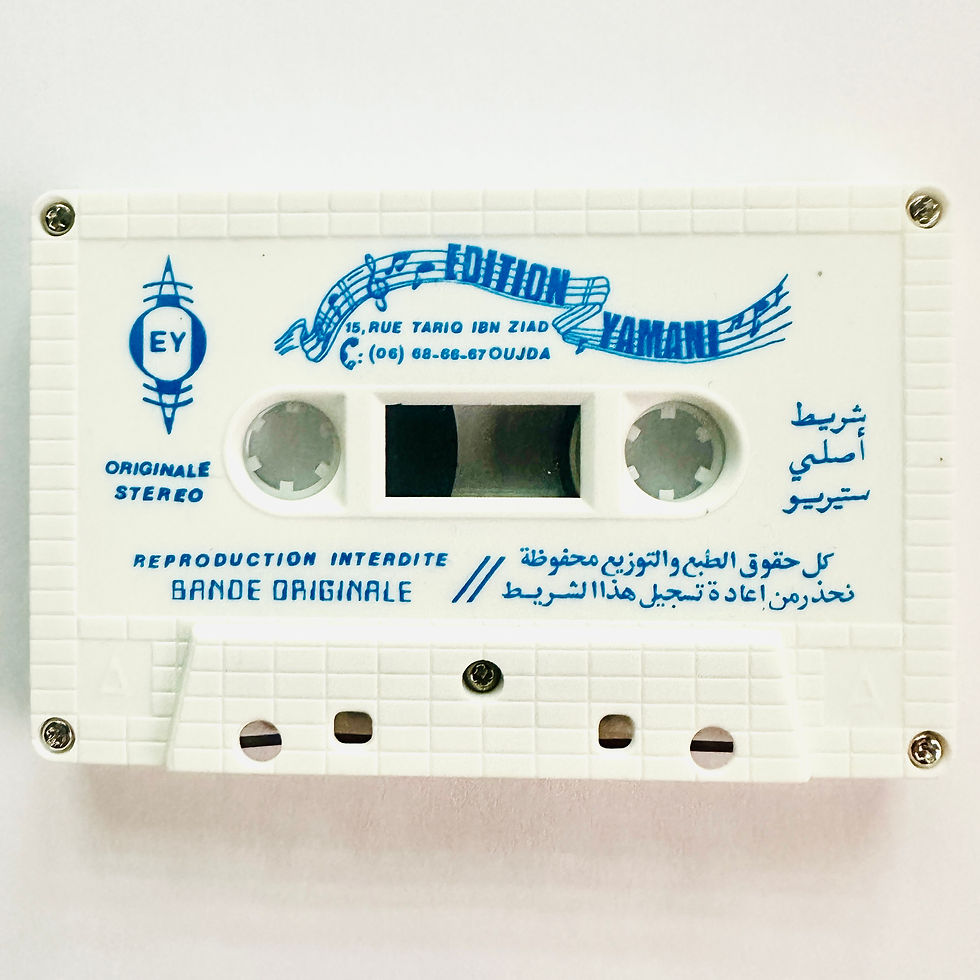 EDITION
YAMANI
15, RUE TARIQ IBN ZIAD
: (06) 68-66-67 OUJDA
EY
ORIGINALE
STEREO
شريط
أصلي
ستيريو
REPRODUCTION INTERDITE
BANDE ORIGINALE
//
كل حقوق الطبع والتوزيع محفوظة
نحذر من إعادة تسجيل هذا الشريط
A
A